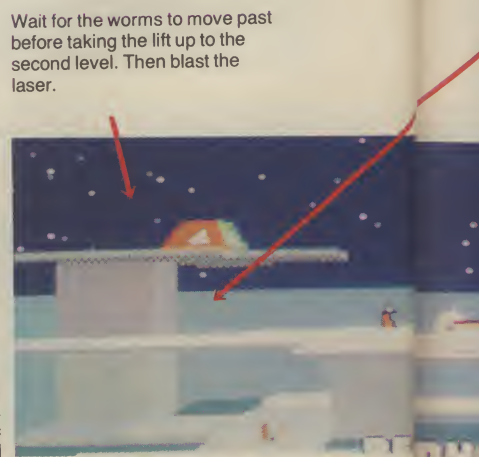 Wait for the worms to move past
before taking the lift up to the
second level. Then blast the
laser.